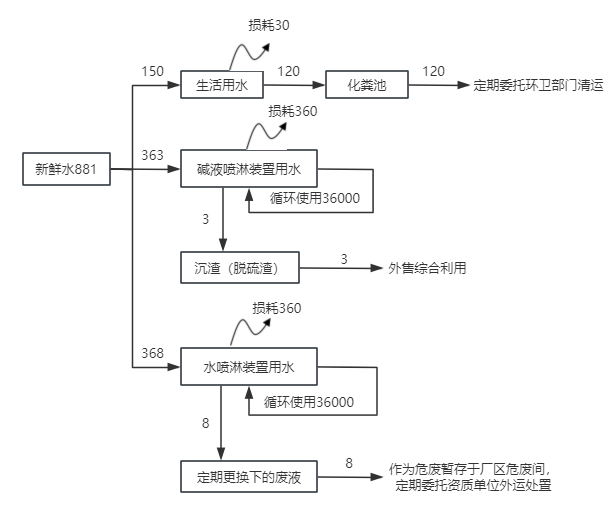 损耗30
150
生活用水
120
化粪池
120
定期委托环卫部门清运
损耗360
新鲜水881
363
碱液喷淋装置用水
循环使用36000
3
沉渣（脱硫渣）
3
外售综合利用
损耗360
368
水喷淋装置用水
循环使用36000
8
定期更换下的废液
8
作为危废暂存于厂区危废间，
定期委托资质单位外运处置